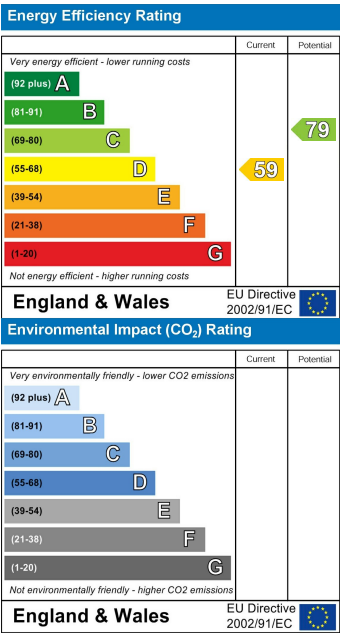 Energy Efficiency Rating
Current Potential
Very energy efficient - lower running costs
(92 plus) A
(81-91) B
79
(69-80) C
(55-68) D
59
(39-54) E
(21-38) F
(1-20) G
Not energy efficient - higher running costs
England & Wales
EU Directive
2002/91/EC
Environmental Impact (CO₂) Rating
Current Potential
Very environmentally friendly - lower CO2 emissions
(92 plus) A
(81-91) B
(69-80) C
(55-68) D
(39-54) E
(21-38) F
(1-20) G
Not environmentally friendly - higher CO2 emissions
England & Wales
EU Directive
2002/91/EC